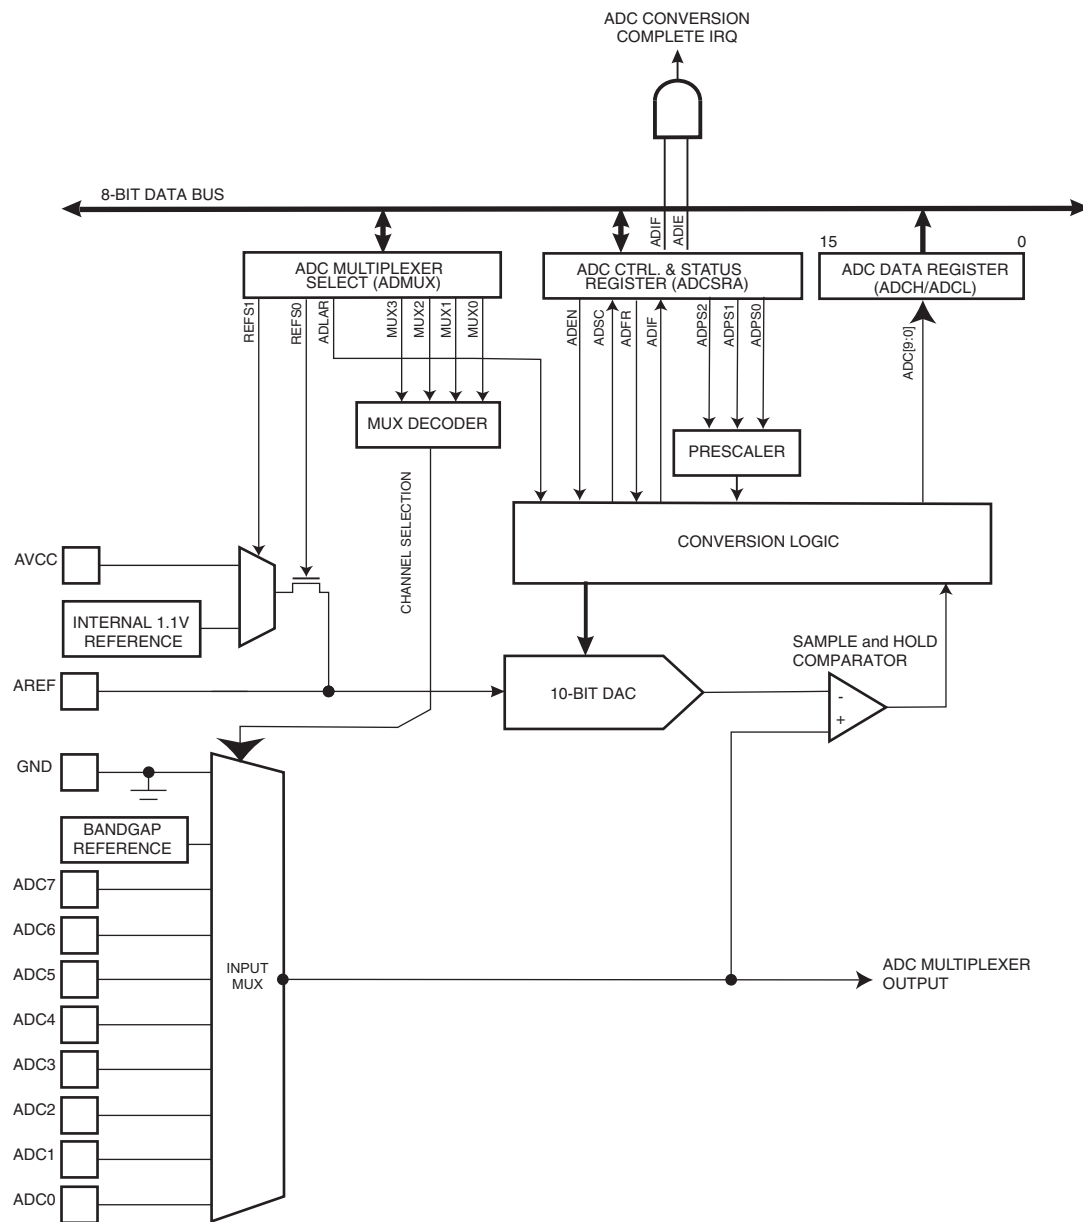 ADC CONVERSION
COMPLETE IRQ
8-BIT DATA BUS
ADIF
ADIE
15
0
ADC MULTIPLEXER
SELECT (ADMUX)
ADC CTRL. & STATUS
REGISTER (ADCSRA)
ADC DATA REGISTER
(ADCH/ADCL)
REFS1
REFS0
ADLAR
MUX3
MUX2
MUX1
MUX0
ADEN
ADSC
ADFR
ADIF
ADPS2
ADPS1
ADPS0
ADC[9:0]
MUX DECODER
PRESCALER
CHANNEL SELECTION
CONVERSION LOGIC
AVCC
INTERNAL 1.1V
REFERENCE
SAMPLE and HOLD
COMPARATOR
AREF
10-BIT DAC
-
+
GND
BANDGAP
REFERENCE
ADC7
ADC6
ADC5
INPUT
MUX
ADC MULTIPLEXER
OUTPUT
ADC4
ADC3
ADC2
ADC1
ADC0